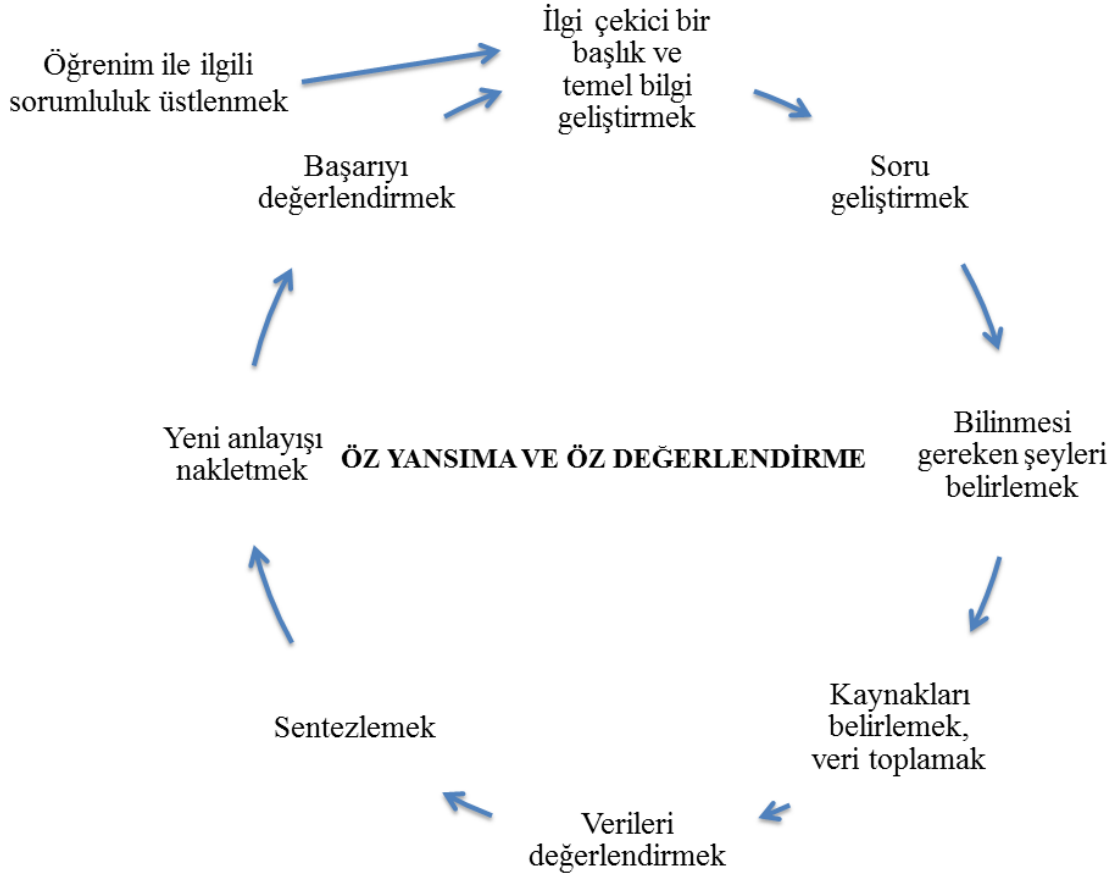 Öğrenim ile ilgili
sorumluluk üstlenmek
İlgi çekici bir
başlık ve
temel bilgi
geliştirmek
Soru
geliştirmek
Bilinmesi
gereken şeyleri
belirlemek
Kaynakları
belirlemek,
veri toplamak
Verileri
değerlendirmek
Sentezlemek
Yeni anlayışı
nakletmek
Başarıyı
değerlendirmek
ÖZ YANSIMA VE ÖZ DEĞERLENDİRME